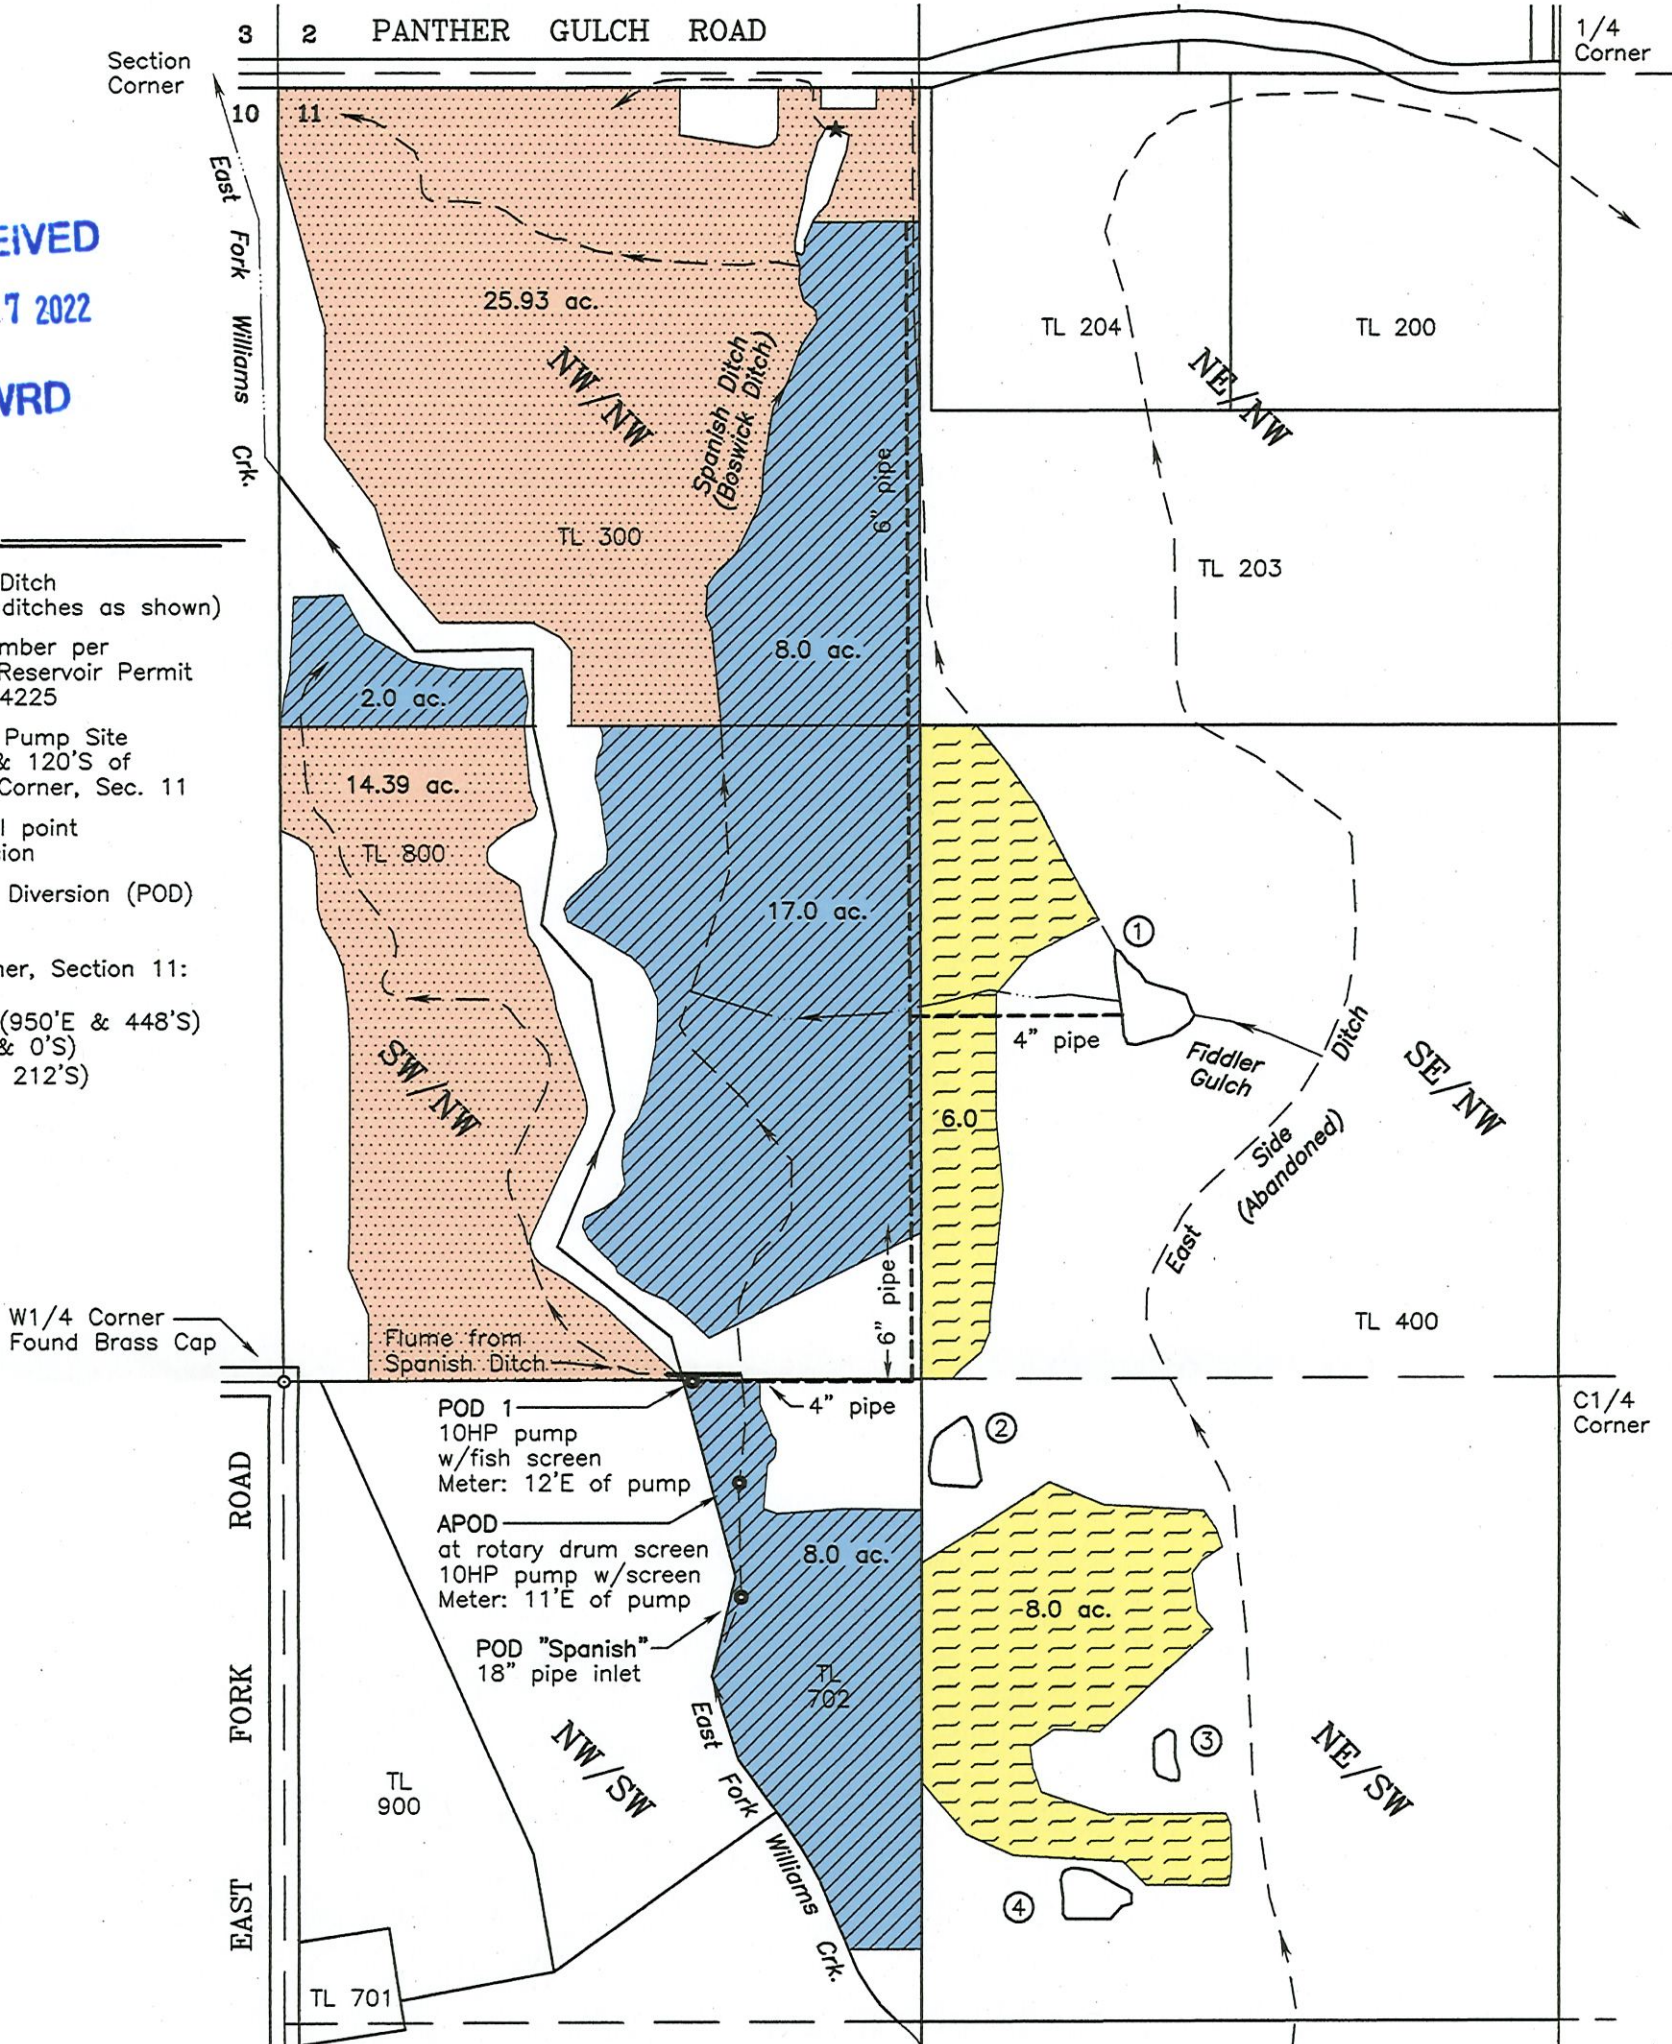 3 2 PANTHER GULCH ROAD
1/4
Corner
Section
Corner
10 11
East Fork Williams Crk.
EIVED
7 2022
WRD
25.93 ac.
NW/NW
Spanish Ditch
(Boswick Ditch)
TL 300
6" pipe
8.0 ac.
TL 204
TL 200
NE/NW
TL 203
Ditch
ditches as shown)
mber per
Reservoir Permit
4225
Pump Site
& 120'S of
Corner, Sec. 11
l point
ion
Diversion (POD)
ner, Section 11:
(950'E & 448'S)
& 0'S)
212'S)
2.0 ac.
14.39 ac.
TL 800
SW/NW
17.0 ac.
1
4" pipe
Fiddler
Gulch
East Side Ditch
(Abandoned)
SE/NW
6.0
6" pipe
TL 400
W1/4 Corner
Found Brass Cap
Flume from
Spanish Ditch
POD 1
10HP pump
w/fish screen
Meter: 12'E of pump
4" pipe
C1/4
Corner
2
APOD
at rotary drum screen
10HP pump w/screen
Meter: 11'E of pump
8.0 ac.
8.0 ac.
POD "Spanish"
18" pipe inlet
TL
702
East Fork Williams Crk.
NW/SW
3
NE/SW
TL
900
4
EAST FORK ROAD
TL 701